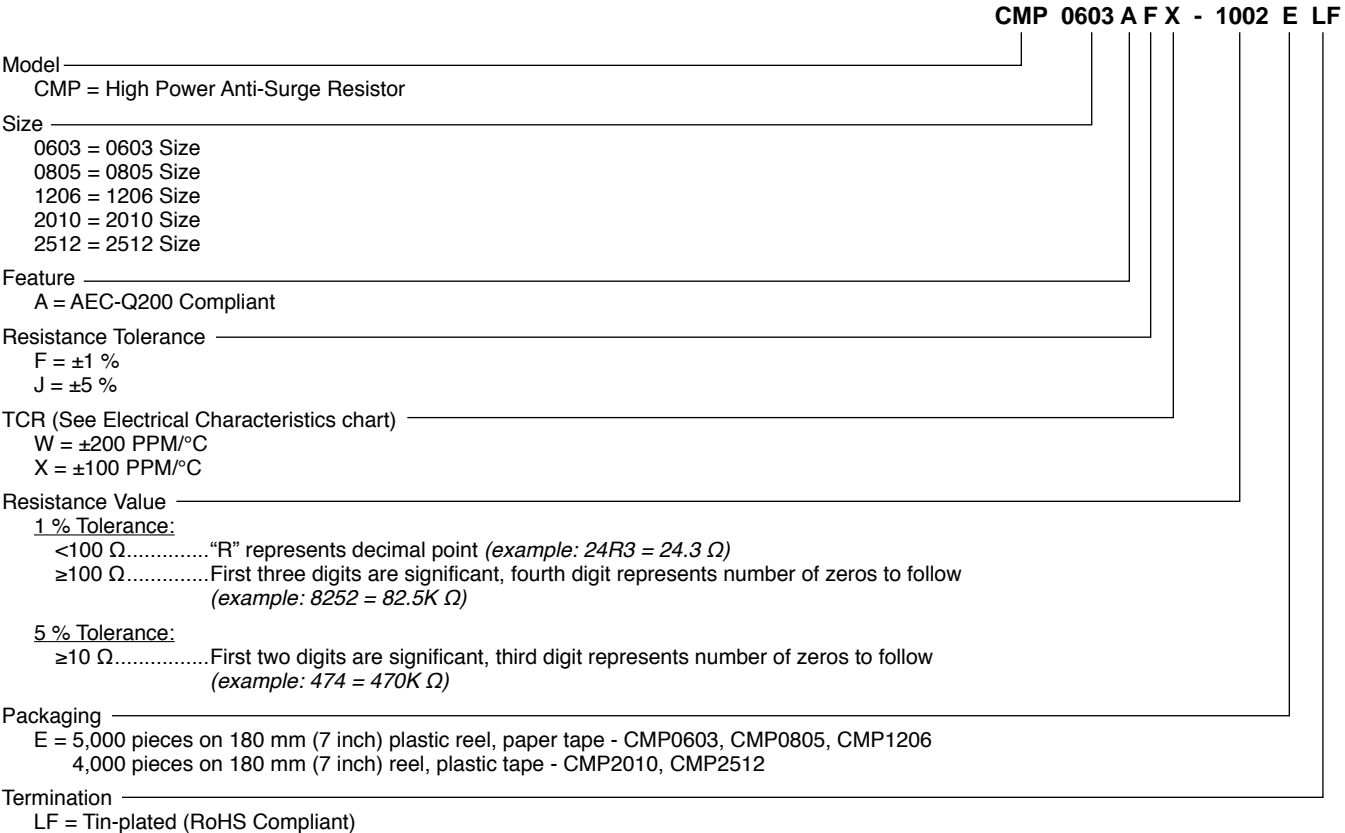 CMP 0603 A F X - 1002 E LF
Model
CMP = High Power Anti-Surge Resistor
Size
0603 = 0603 Size
0805 = 0805 Size
1206 = 1206 Size
2010 = 2010 Size
2512 = 2512 Size
Feature
A = AEC-Q200 Compliant
Resistance Tolerance
F = ±1 %
J = ±5 %
TCR (See Electrical Characteristics chart)
W = ±200 PPM/°C
X = ±100 PPM/°C
Resistance Value
1 % Tolerance:
<100 Ω..............“R” represents decimal point (example: 24R3 = 24.3 Ω)
≥100 Ω..............First three digits are significant, fourth digit represents number of zeros to follow
(example: 8252 = 82.5K Ω)
5 % Tolerance:
≥10 Ω................First two digits are significant, third digit represents number of zeros to follow
(example: 474 = 470K Ω)
Packaging
E = 5,000 pieces on 180 mm (7 inch) plastic reel, paper tape - CMP0603, CMP0805, CMP1206
4,000 pieces on 180 mm (7 inch) reel, plastic tape - CMP2010, CMP2512
Termination
LF = Tin-plated (RoHS Compliant)